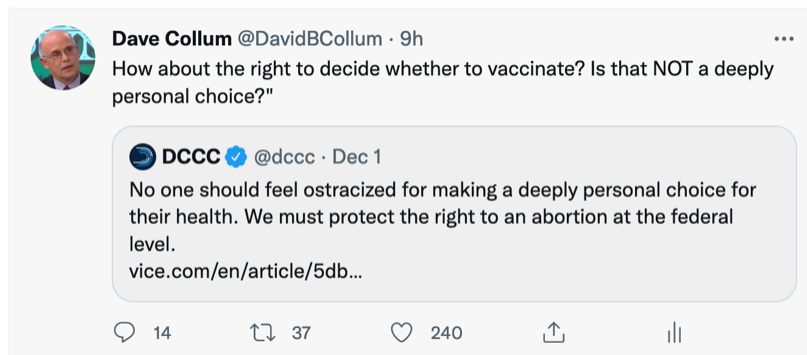 Dave Collum @DavidBCollum · 9h
How about the right to decide whether to vaccinate? Is that NOT a deeply
personal choice?"
DCCC @dccc · Dec 1
No one should feel ostracized for making a deeply personal choice for
their health. We must protect the right to an abortion at the federal
level.
vice.com/en/article/5db...
14 37 240